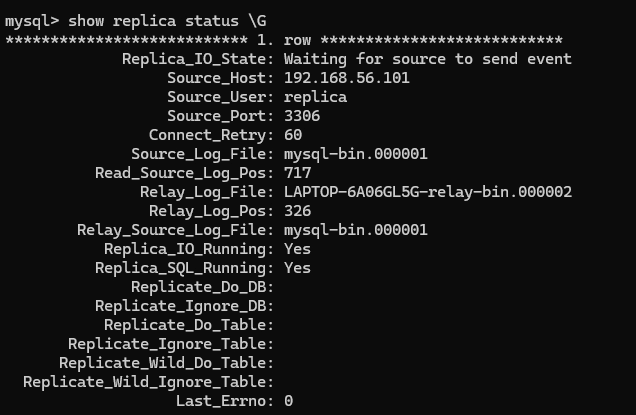 mysql> show replica status \G
*************************** 1. row ***************************
Replica_IO_State: Waiting for source to send event
Source_Host: 192.168.56.101
Source_User: replica
Source_Port: 3306
Connect_Retry: 60
Source_Log_File: mysql-bin.000001
Read_Source_Log_Pos: 717
Relay_Log_File: LAPTOP-6A06GL5G-relay-bin.000002
Relay_Log_Pos: 326
Relay_Source_Log_File: mysql-bin.000001
Replica_IO_Running: Yes
Replica_SQL_Running: Yes
Replicate_Do_DB:
Replicate_Ignore_DB:
Replicate_Do_Table:
Replicate_Ignore_Table:
Replicate_Wild_Do_Table:
Replicate_Wild_Ignore_Table:
Last_Errno: 0